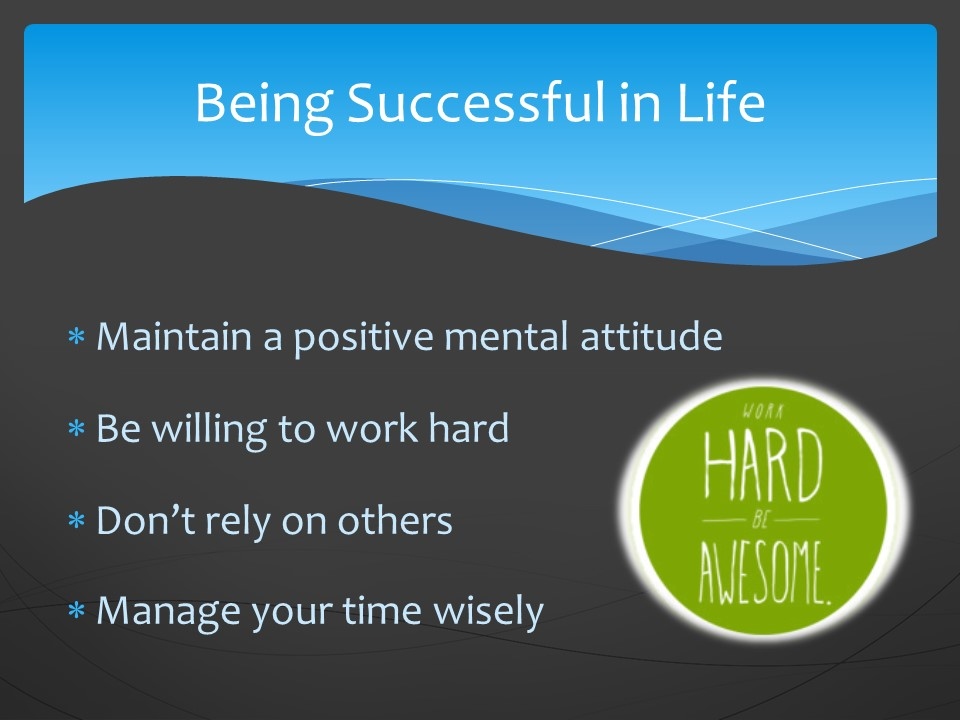 Being Successful in Life
* Maintain a positive mental attitude
* Be willing to work hard
* Don’t rely on others
* Manage your time wisely
WORK
HARD
BE
AWESOME.